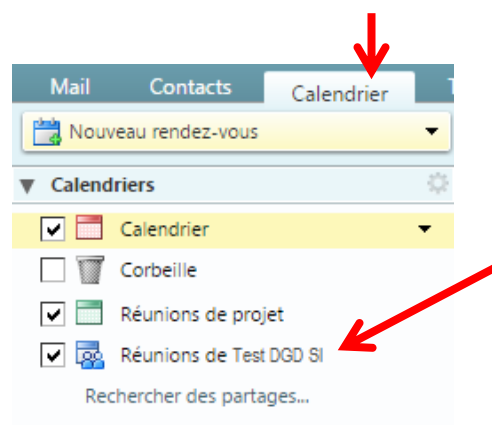 Mail Contacts Calendrier
Nouveau rendez-vous
Calendriers
Calendrier
Corbeille
Réunions de projet
Réunions de Test DGD SI
Rechercher des partages...